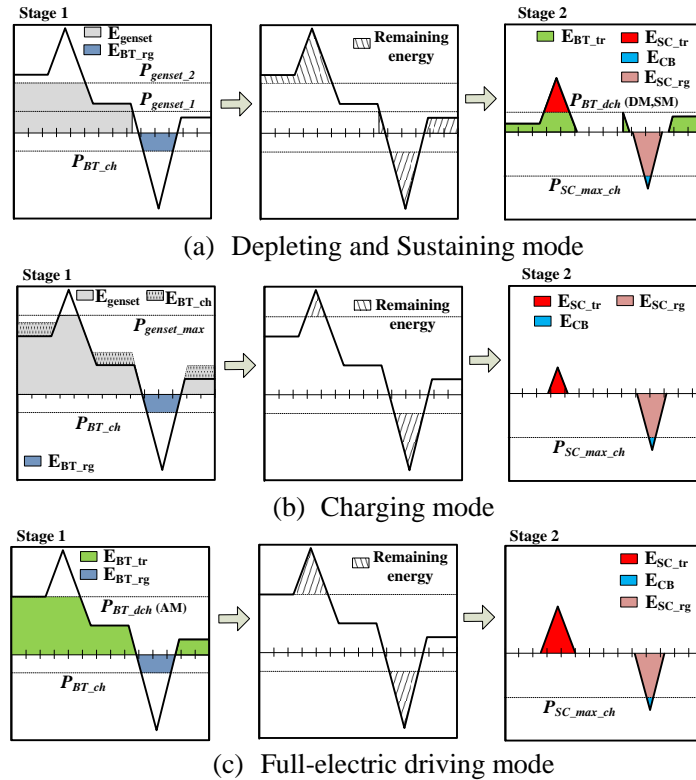 Stage 1
E_genset
E_BT_rg
P_genset_2
P_genset_1
P_BT_ch
Remaining
energy
Stage 2
E_BT_tr
E_SC_tr
E_CB
E_SC_rg
P_BT_dch (DM,SM)
P_SC_max_ch
(a) Depleting and Sustaining mode
Stage 1
E_genset
E_BT_ch
P_genset_max
P_BT_ch
E_BT_rg
Remaining
energy
Stage 2
E_SC_tr
E_SC_rg
E_CB
P_SC_max_ch
(b) Charging mode
Stage 1
E_BT_tr
E_BT_rg
P_BT_dch (AM)
P_BT_ch
Remaining
energy
Stage 2
E_SC_tr
E_CB
E_SC_rg
P_SC_max_ch
(c) Full-electric driving mode